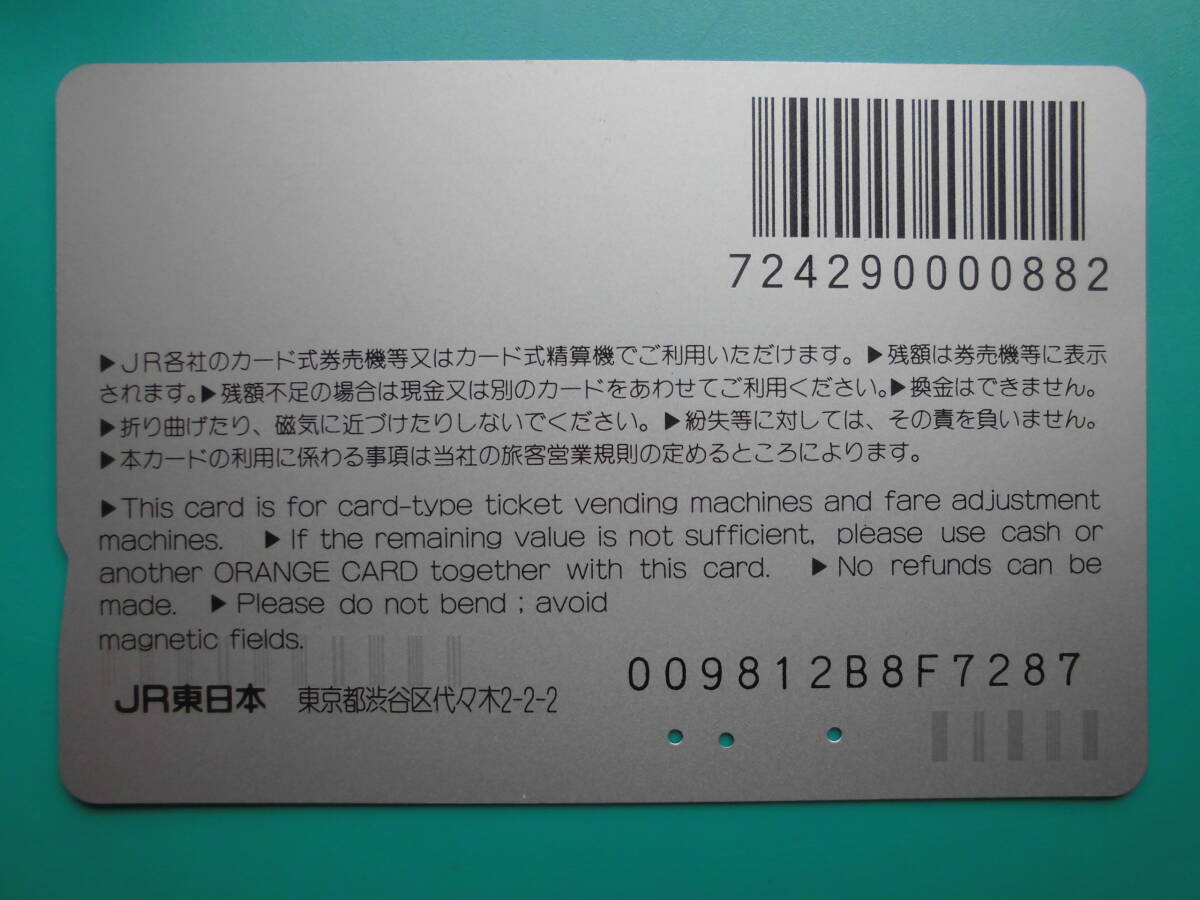 724290000882
▶JR各社のカード式券売機等又はカード式精算機でご利用いただけます。▶残額は券売機等に表示
されます。▶残額不足の場合は現金又は別のカードをあわせてご利用ください。▶換金はできません。
▶折り曲げたり、磁気に近づけたりしないでください。▶紛失等に対しては、その責を負いません。
▶本カードの利用に係わる事項は当社の旅客営業規則の定めるところによります。
▶This card is for card-type ticket vending machines and fare adjustment
machines. ▶If the remaining value is not sufficient, please use cash or
another ORANGE CARD together with this card. ▶No refunds can be
made. ▶Please do not bend ; avoid
magnetic fields.
009812B8F7287
JR東日本 東京都渋谷区代々木2-2-2